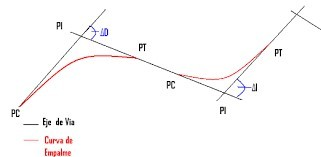 PI
ΔD
PT
PT
PC
ΔI
PC
PI
Eje de Via
Curva de
Empalme